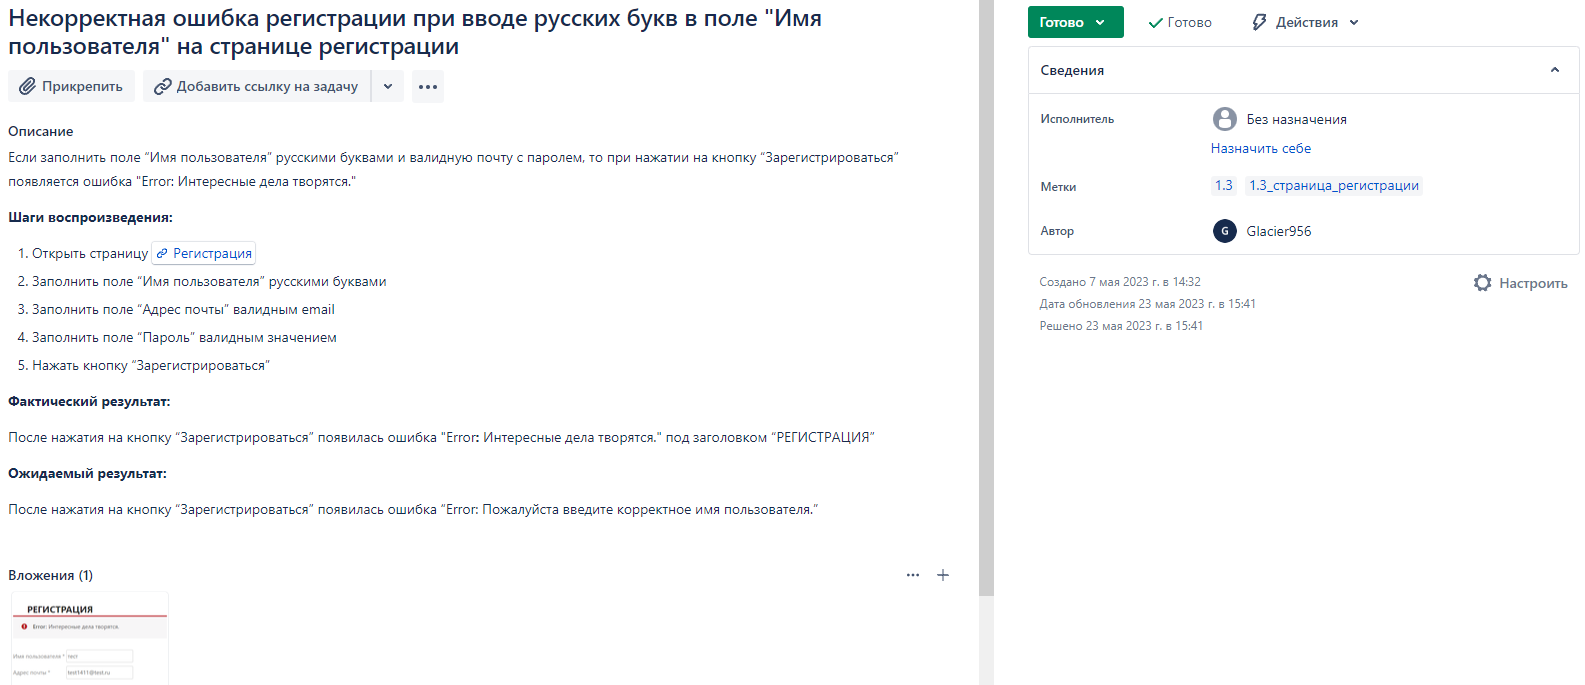 Некорректная ошибка регистрации при вводе русских букв в поле "Имя
пользователя" на странице регистрации
Прикрепить
Добавить ссылку на задачу
Описание
Если заполнить поле “Имя пользователя” русскими буквами и валидную почту с паролем, то при нажатии на кнопку “Зарегистрироваться”
появляется ошибка "Error: Интересные дела творятся."
Шаги воспроизведения:
1. Открыть страницу Регистрация
2. Заполнить поле “Имя пользователя” русскими буквами
3. Заполнить поле “Адрес почты” валидным email
4. Заполнить поле “Пароль” валидным значением
5. Нажать кнопку “Зарегистрироваться”
Фактический результат:
После нажатия на кнопку “Зарегистрироваться” появилась ошибка "Error: Интересные дела творятся." под заголовком “РЕГИСТРАЦИЯ”
Ожидаемый результат:
После нажатия на кнопку “Зарегистрироваться” появилась ошибка “Error: Пожалуйста введите корректное имя пользователя.”
Вложения (1)
РЕГИСТРАЦИЯ
Error: Интересные дела творятся.
Имя пользователя * тест
Адрес почты * test1411@test.ru
Готово
Готово
Действия
Сведения
Исполнитель
Без назначения
Назначить себе
Метки
1.3 1.3_страница_регистрации
Автор
G Glacier956
Создано 7 мая 2023 г. в 14:32
Настроить
Дата обновления 23 мая 2023 г. в 15:41
Решено 23 мая 2023 г. в 15:41